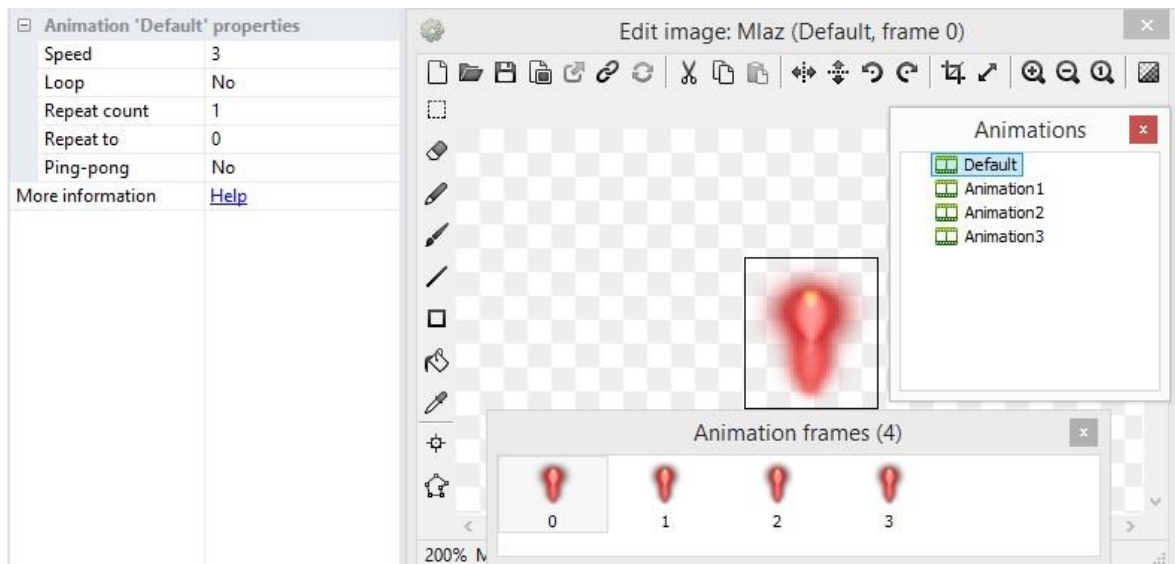 Animation 'Default' properties
Speed 3
Loop No
Repeat count 1
Repeat to 0
Ping-pong No
More information Help
Edit image: Mlaz (Default, frame 0)
Animations
Default
Animation1
Animation2
Animation3
Animation frames (4)
0 1 2 3
200%